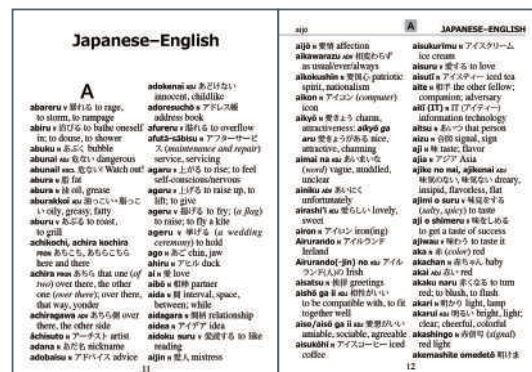 Japanese–English
A
abareru v 暴れる to rage,
to storm, to rampage
abiru v 浴びる to bathe oneself
in; to douse, to shower
abuku n あぶく bubble
abunai ADJ 危ない dangerous
abunai! EXCL 危ない! Watch out!
abura n 脂 fat
abura n 油 oil, grease
aburakkoi ADJ 油っこい・脂っこ
い oily, greasy, fatty
aburu v あぶる to roast,
to grill
achikochi, achira kochira
PRON あちこち, あちらこちら
here and there
achira PRON あちら that one (of
two) over there, the other
one (over there); over there,
that way, yonder
achiragawa ADV あちら側 over
there, the other side
āchisuto n アーチスト artist
adana n あだ名 nickname
adobaisu n アドバイス advice
adokenai ADJ あどけない
innocent, childlike
adoresuchō n アドレス帳
address book
afureru v 溢れる to overflow
afutā-sābisu n アフターサービ
ス (maintenance and repair)
service, servicing
agaru v 上がる to rise; to feel
self-conscious/nervous
ageru v 上げる to raise up, to
lift; to give
ageru v 揚げる to fry; (a flag)
to raise; to fly a kite
ageru v 挙げる (a wedding
ceremony) to hold
ago n あご chin, jaw
ahiru n アヒル duck
ai n 愛 love
aibō n 相棒 partner
aida n 間 interval, space,
between; while
aidagara n 間柄 relationship
aidea n アイデア idea
aidoku suru v 愛読する to like
reading
aijin n 愛人 mistress
11
aijo
A
JAPANESE–ENGLISH
aijō n 愛情 affection
aikawarazu ADV 相変わらず
as usual/ever/always
aikokushin n 愛国心 patriotic
spirit, nationalism
aikon n アイコン (computer)
icon
aikyō n 愛きょう charm,
attractiveness: aikyō ga
aru 愛きょうがある nice,
attractive, charming
aimai na ADJ あいまいな
(word) vague, muddled,
unclear
ainiku ADV あいにく
unfortunately
airashi'i ADJ 愛らしい lovely,
sweet
airon n アイロン iron(ing)
Airurando n アイルランド
Ireland
Airurando(-jin) no ADJ アイル
ランド(人)の Irish
aisatsu n 挨拶 greetings
aishō ga ii ADJ 相性がいい
to be compatible with, to fit
together well
aiso/aisō ga ii ADJ 愛想がいい
amiable, sociable, agreeable
aisukōhī n アイスコーヒー iced
coffee
aisukurīmu n アイスクリーム
ice cream
aisuru v 愛する to love
aisutī n アイスティー iced tea
aite n 相手 the other fellow;
companion; adversary
aitī (IT) n IT (アイティー)
information technology
aitsu n あいつ that person
aizu n 合図 signal, sign
aji n 味 taste; flavor
Ajia n アジア Asia
ajike no nai, ajikenai ADJ
味気のない, 味気ない dreary,
insipid, flavorless, flat
ajimi o suru v 味見をする
(salty, spicy) to taste
aji o shimeru v 味をしめる
to get a taste of success
ajiwau v 味わう to taste it
aka n 赤 (color) red
akachan n 赤ちゃん baby
akai ADJ 赤い red
akaku naru 赤くなる to turn
red; to blush, to flush
akari n 明かり light, lamp
akarui ADJ 明るい bright, light;
clear; cheerful, colorful
akashingo n 赤信号 (signal)
red light
akemashite omedetō 明けま
12